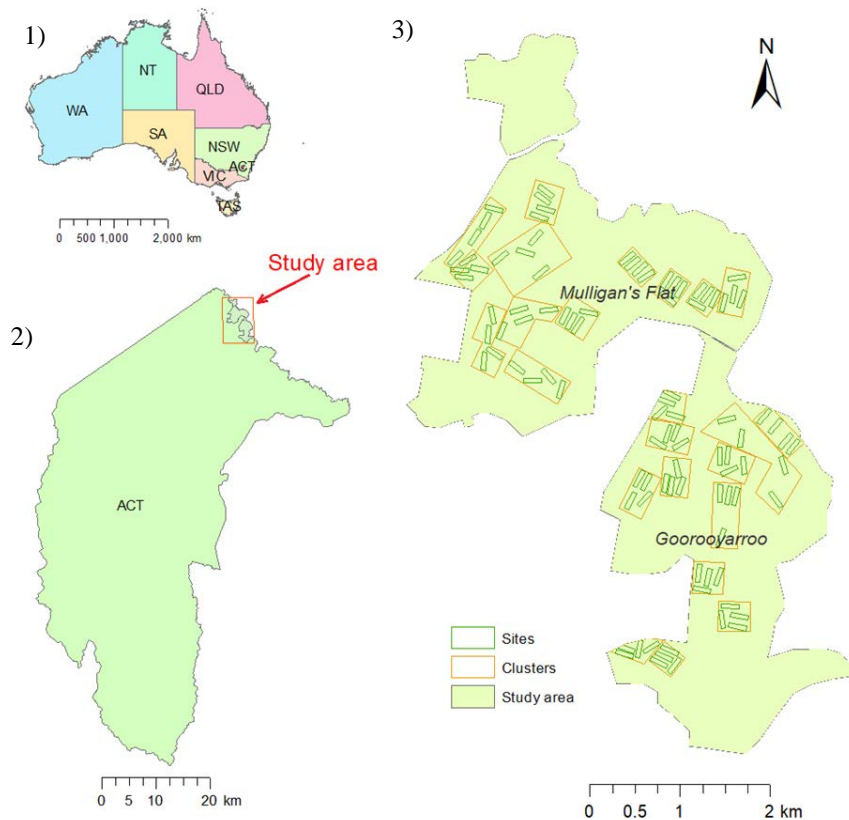 1)
NT
QLD
WA
SA
NSW
ACT
VIC
TAS
0 500 1,000 2,000 km
2)
Study area
ACT
0 5 10 20 km
3)
N
Mulligan's Flat
Goorooyarroo
Sites
Clusters
Study area
0 0.5 1 2 km